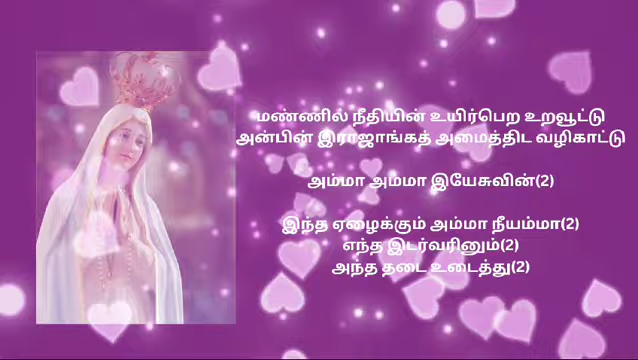 மண்ணில் நீதியின் உயிர்பெற உறவூட்டு
அன்பின் இராஜாங்கத் அமைத்திட வழிகாட்டு
அம்மா அம்மா இயேசுவின்(2)
இந்த ஏழைக்கும் அம்மா நீயம்மா(2)
எந்த இடர்வரினும்(2)
அந்த தடை உடைத்து(2)